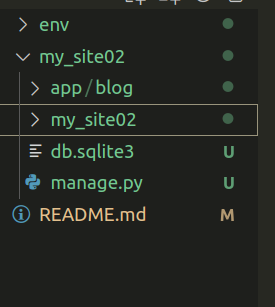 env
my_site02
app/blog
my_site02
db.sqlite3 U
manage.py U
README.md M